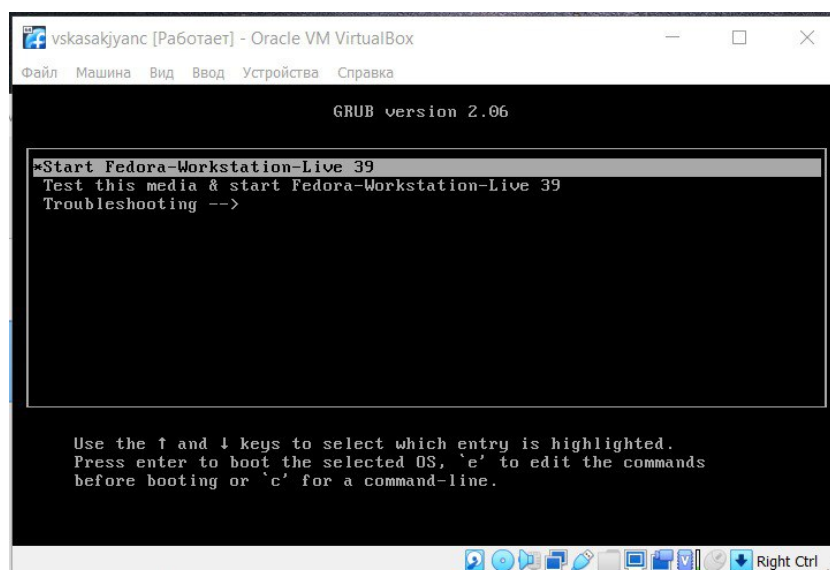 vskasakjyanc [Работает] - Oracle VM VirtualBox
Файл Машина Вид Ввод Устройства Справка
GRUB version 2.06
*Start Fedora-Workstation-Live 39
Test this media & start Fedora-Workstation-Live 39
Troubleshooting -->
Use the ↑ and ↓ keys to select which entry is highlighted.
Press enter to boot the selected OS, `e' to edit the commands
before booting or `c' for a command-line.
Right Ctrl